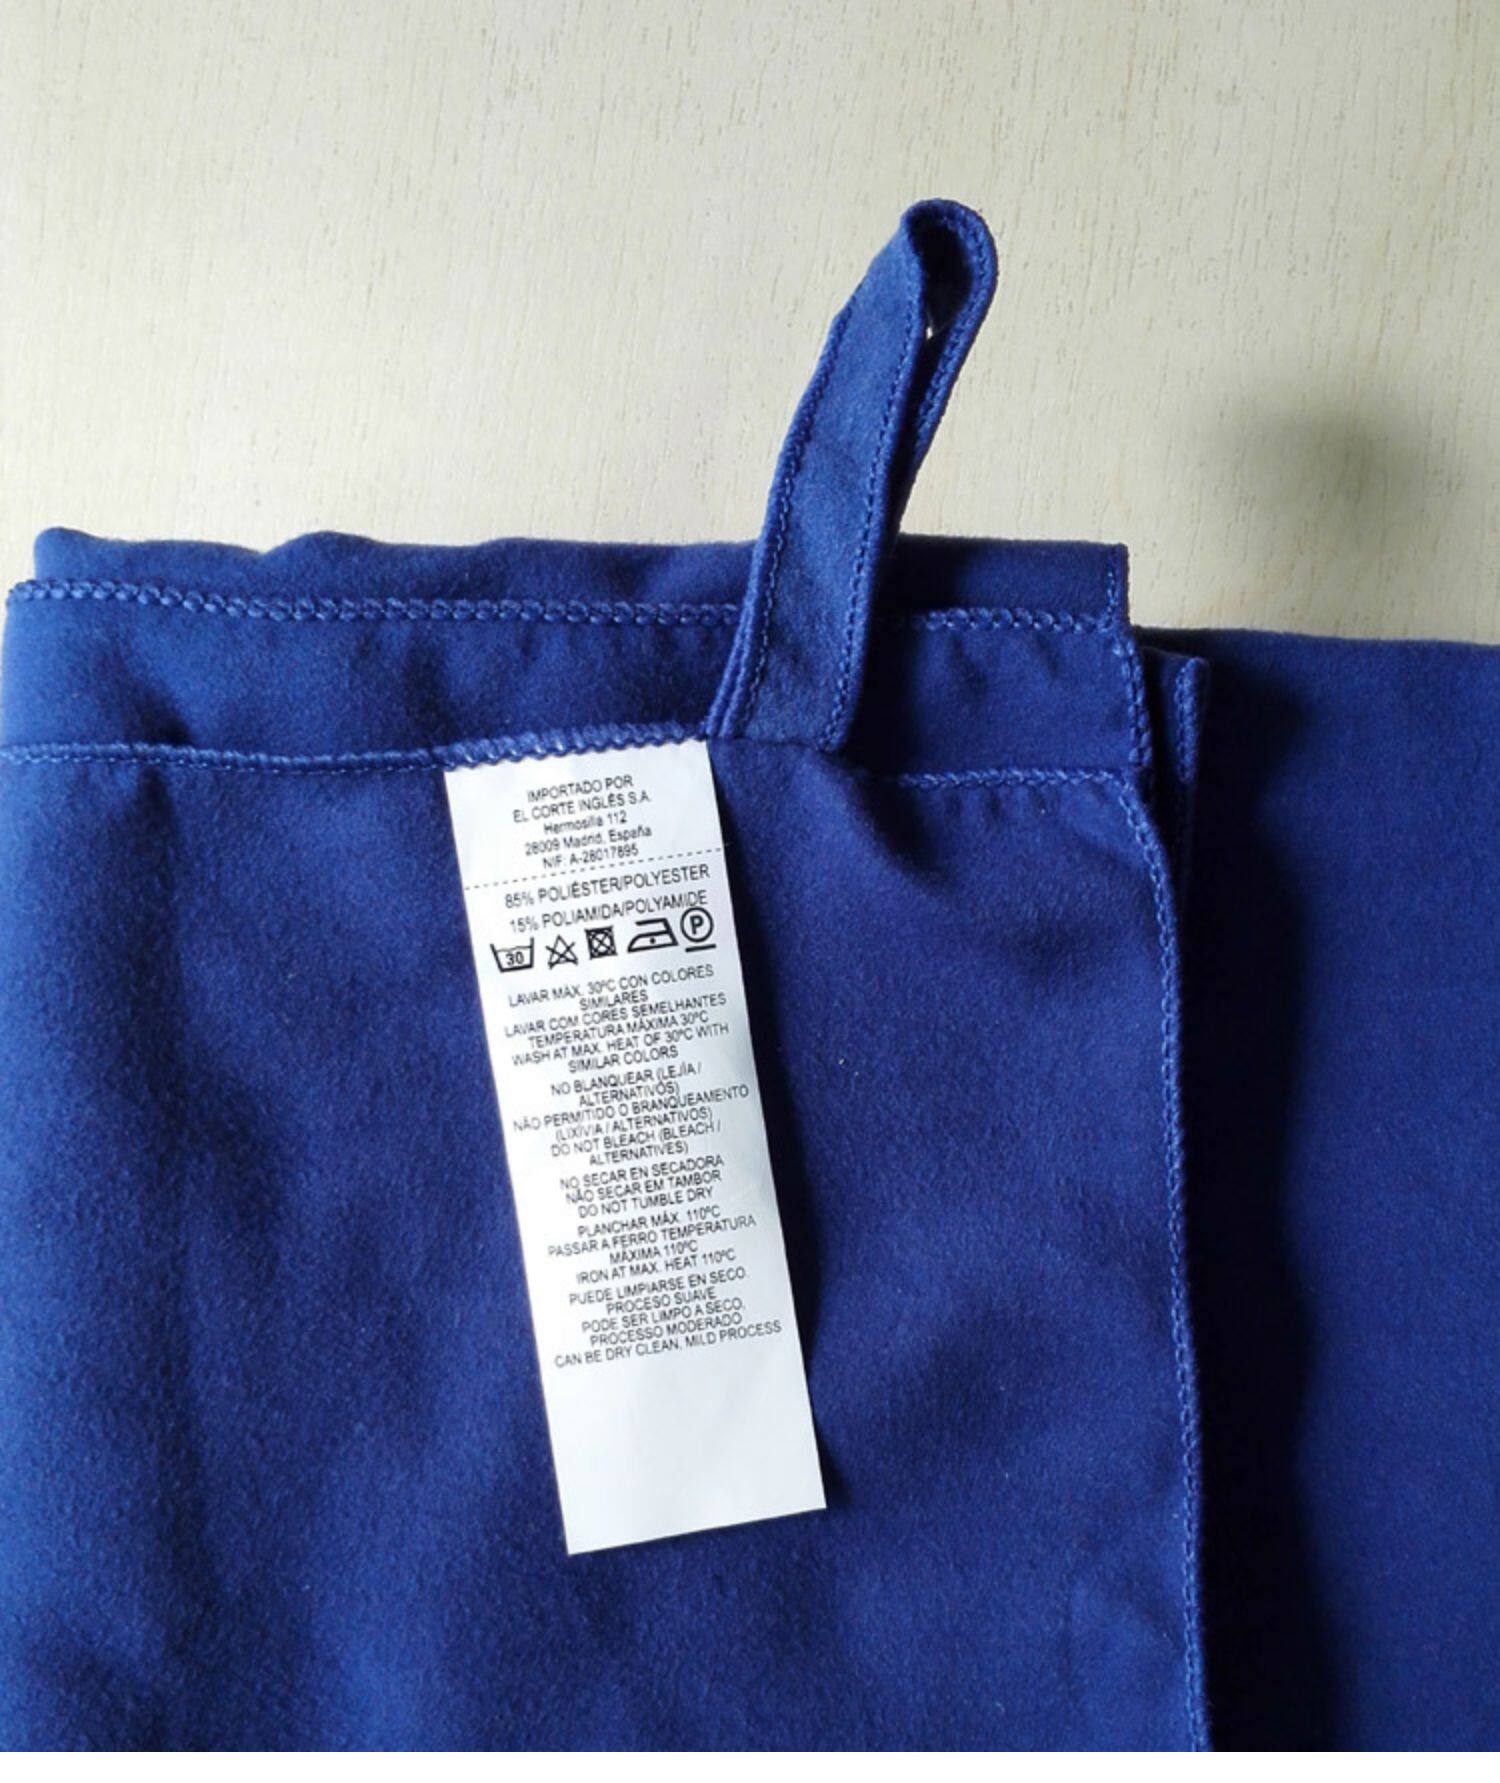 IMPORTADO POR
EL CORTE INGLÉS S.A.
Hermosilla 112
28009 Madrid, España
NIF: A-28017895
85% POLIÉSTER/POLYESTER
15% POLIAMIDA/POLYAMIDE
30 P
LAVAR MÁX. 30ºC CON COLORES
SIMILARES
LAVAR COM CORES SEMELHANTES
TEMPERATURA MÁXIMA 30ºC
WASH AT MAX. HEAT OF 30ºC WITH
SIMILAR COLORS
NO BLANQUEAR (LEJÍA /
ALTERNATIVOS)
NÃO PERMITIDO O BRANQUEAMENTO
(LIXÍVIA / ALTERNATIVOS)
DO NOT BLEACH (BLEACH /
ALTERNATIVES)
NO SECAR EN SECADORA
NÃO SECAR EM TAMBOR
DO NOT TUMBLE DRY
PLANCHAR MÁX. 110ºC
PASSAR A FERRO TEMPERATURA
MÁXIMA 110ºC
IRON AT MAX. HEAT 110ºC
PUEDE LIMPIARSE EN SECO.
PROCESO SUAVE
PODE SER LIMPO A SECO.
PROCESSO MODERADO
CAN BE DRY CLEAN. MILD PROCESS